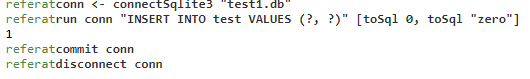 referatconn <- connectSqlite3 "test1.db"
referatrun conn "INSERT INTO test VALUES (?, ?)" [toSql 0, toSql "zero"]
1
referatcommit conn
referatdisconnect conn